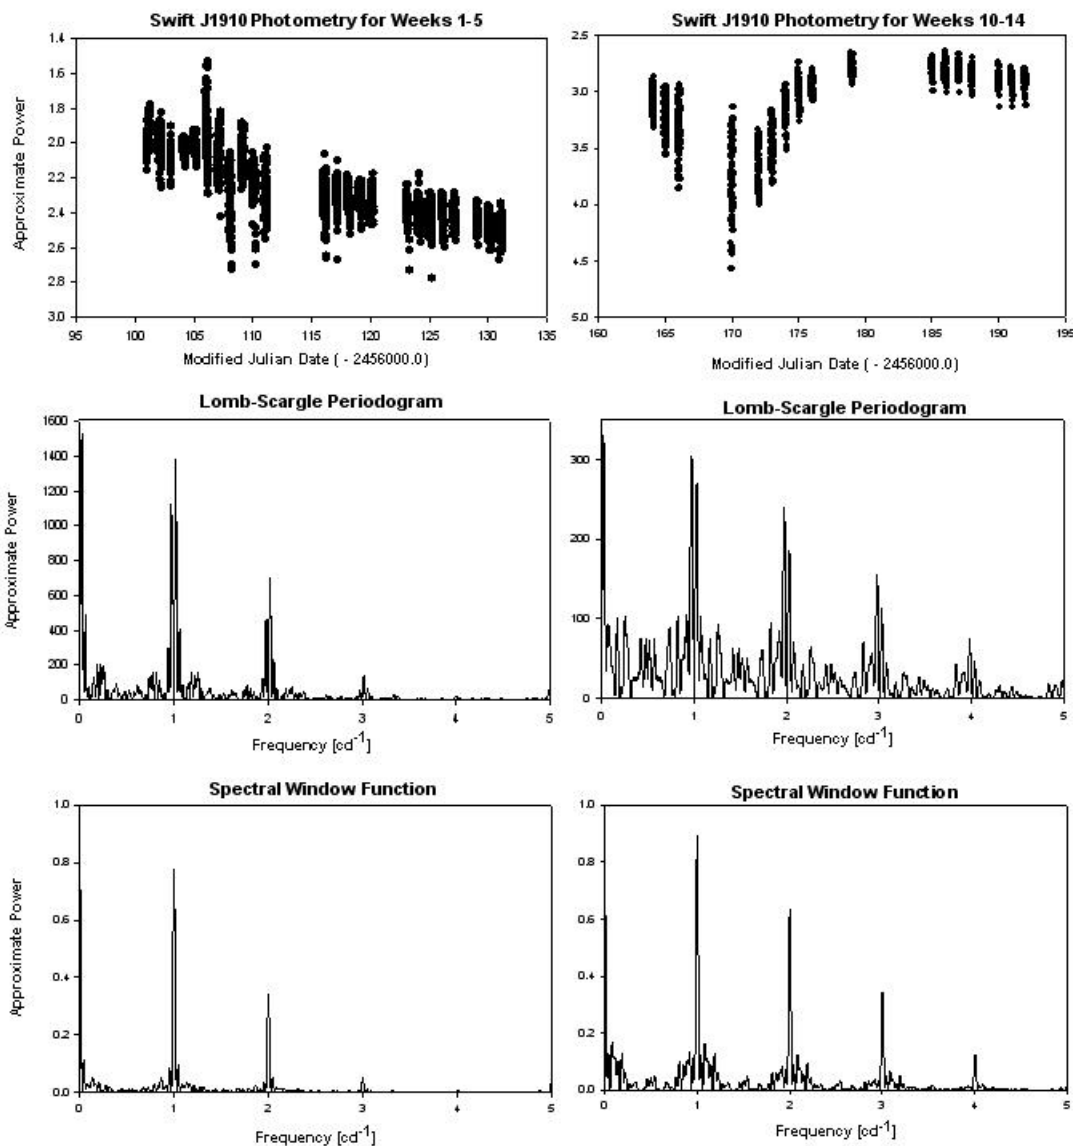 Swift J1910 Photometry for Weeks 1-5
Swift J1910 Photometry for Weeks 10-14
1.4
1.6
1.8
2.0
2.2
2.4
2.6
2.8
3.0
Approximate Power
95 100 105 110 115 120 125 130 135
Modified Julian Date ( - 2456000.0)
2.5
3.0
3.5
4.0
4.5
5.0
160 165 170 175 180 185 190 195
Modified Julian Date ( - 2456000.0)
Lomb-Scargle Periodogram
1600
1400
1200
1000
800
600
400
200
0
Approximate Power
0 1 2 3 4 5
Frequency [cd-1]
Lomb-Scargle Periodogram
300
200
100
0
0 1 2 3 4 5
Frequency [cd-1]
Spectral Window Function
1.0
0.8
0.6
0.4
0.2
0.0
Approximate Power
0 1 2 3 4 5
Frequency [cd-1]
Spectral Window Function
1.0
0.8
0.6
0.4
0.2
0.0
0 1 2 3 4 5
Frequency [cd-1]